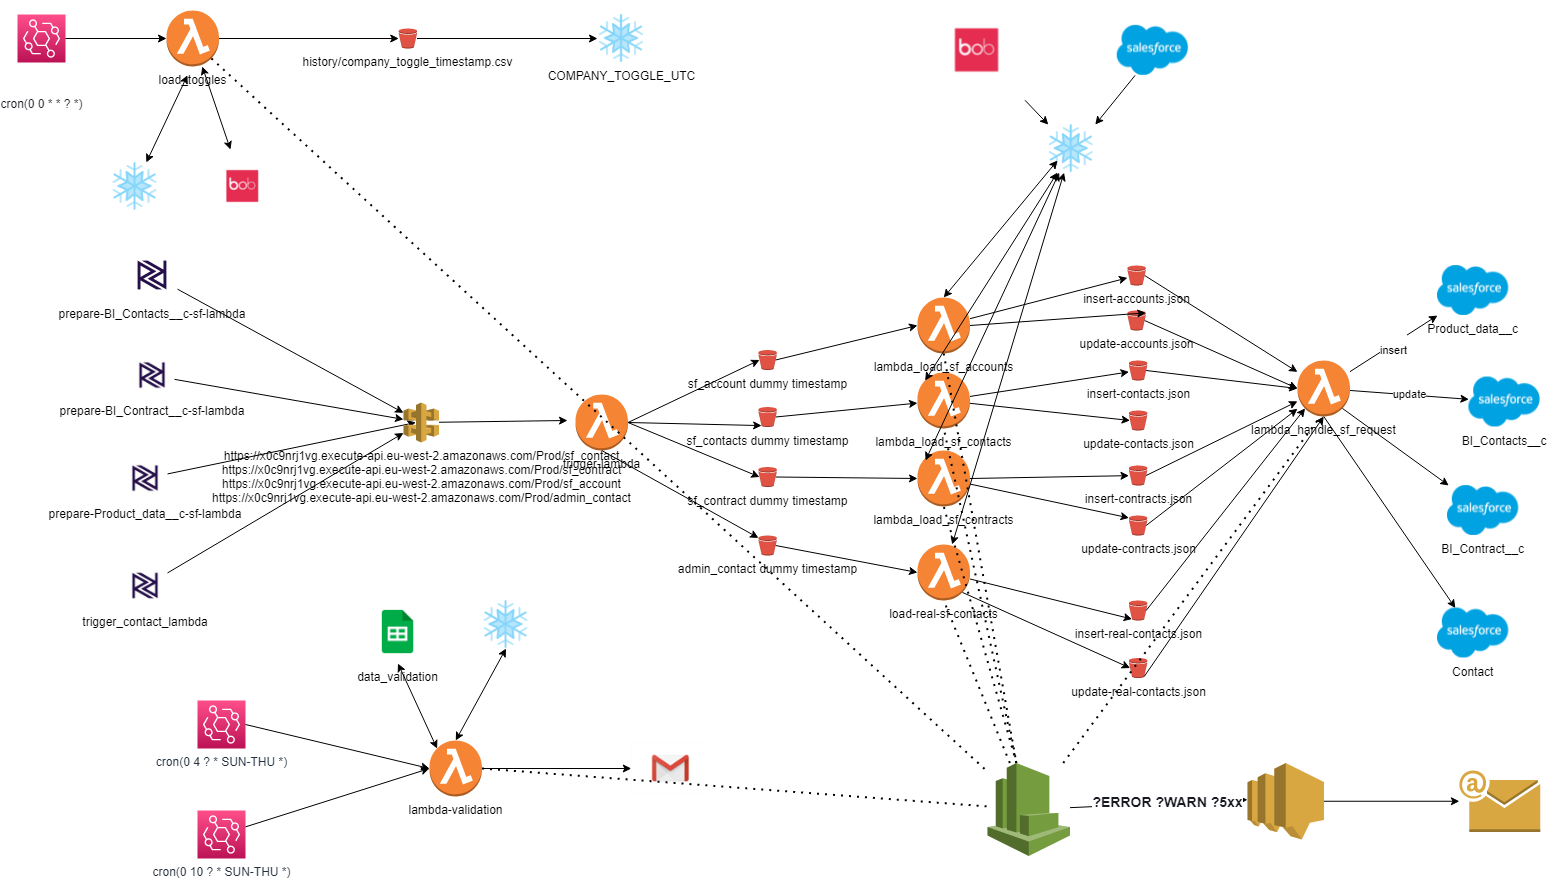 history/company_toggle_timestamp.csv
COMPANY_TOGGLE_UTC
load_toggles
cron(0 0 * * ? *)
bob
bob
salesforce
prepare-BI_Contacts__c-sf-lambda
prepare-BI_Contract__c-sf-lambda
prepare-Product_data__c-sf-lambda
trigger_contact_lambda
https://x0c9nrj1vg.execute-api.eu-west-2.amazonaws.com/Prod/sf_contact
https://x0c9nrj1vg.execute-api.eu-west-2.amazonaws.com/Prod/sf_contract
https://x0c9nrj1vg.execute-api.eu-west-2.amazonaws.com/Prod/sf_account
https://x0c9nrj1vg.execute-api.eu-west-2.amazonaws.com/Prod/admin_contact
trigger-lambda
sf_account dummy timestamp
sf_contacts dummy timestamp
sf_contract dummy timestamp
admin_contact dummy timestamp
lambda_load_sf_accounts
lambda_load_sf_contacts
lambda_load_sf_contracts
load-real-sf-contacts
insert-accounts.json
update-accounts.json
insert-contacts.json
update-contacts.json
insert-contracts.json
update-contracts.json
insert-real-contacts.json
update-real-contacts.json
lambda_handle_sf_request
insert
update
salesforce
Product_data__c
salesforce
BI_Contacts__c
salesforce
BI_Contract__c
salesforce
Contact
data_validation
cron(0 4 ? * SUN-THU *)
cron(0 10 ? * SUN-THU *)
lambda-validation
?ERROR ?WARN ?5xx
@